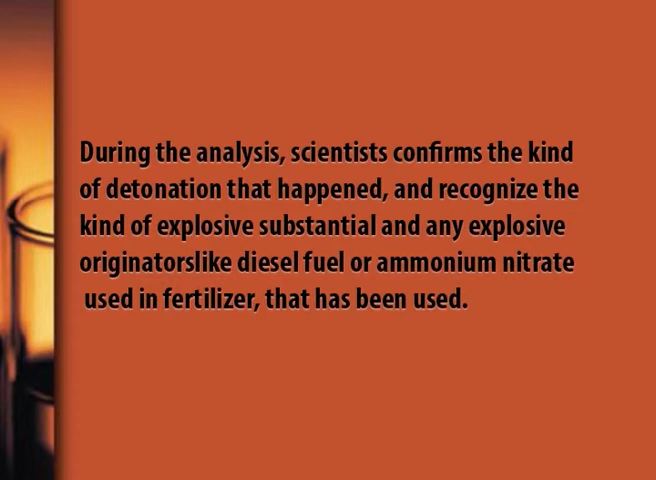 During the analysis, scientists confirms the kind
of detonation that happened, and recognize the
kind of explosive substantial and any explosive
originatorslike diesel fuel or ammonium nitrate
used in fertilizer, that has been used.